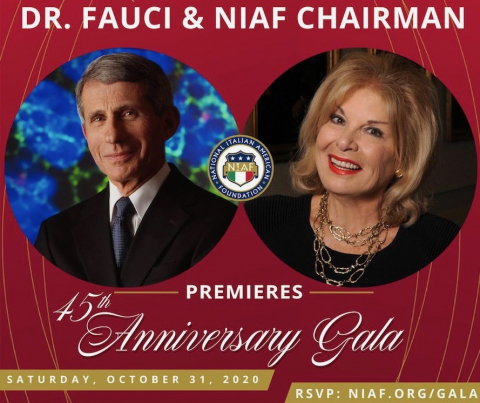 DR. FAUCI & NIAF CHAIRMAN
NATIONAL ITALIAN AMERICAN
NIAF
FOUNDATION
PREMIERES
45th
Anniversary Gala
SATURDAY, OCTOBER 31, 2020
RSVP: NIAF.ORG/GALA